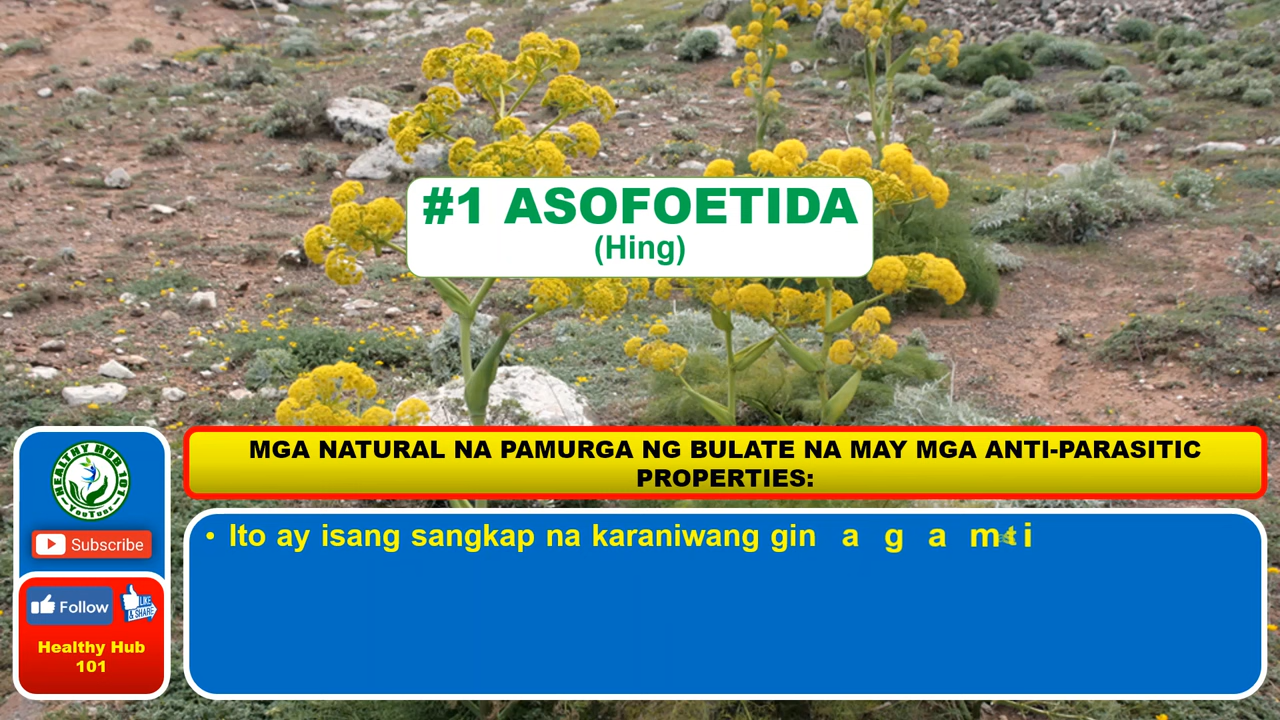 #1 ASOFOETIDA
(Hing)
MGA NATURAL NA PAMURGA NG BULATE NA MAY MGA ANTI-PARASITIC
PROPERTIES:
• Ito ay isang sangkap na karaniwang gin a g a m
HEALTHY HUB 101
YouTube
Subscribe
Follow
LIKE
& SHARE
Healthy Hub
101